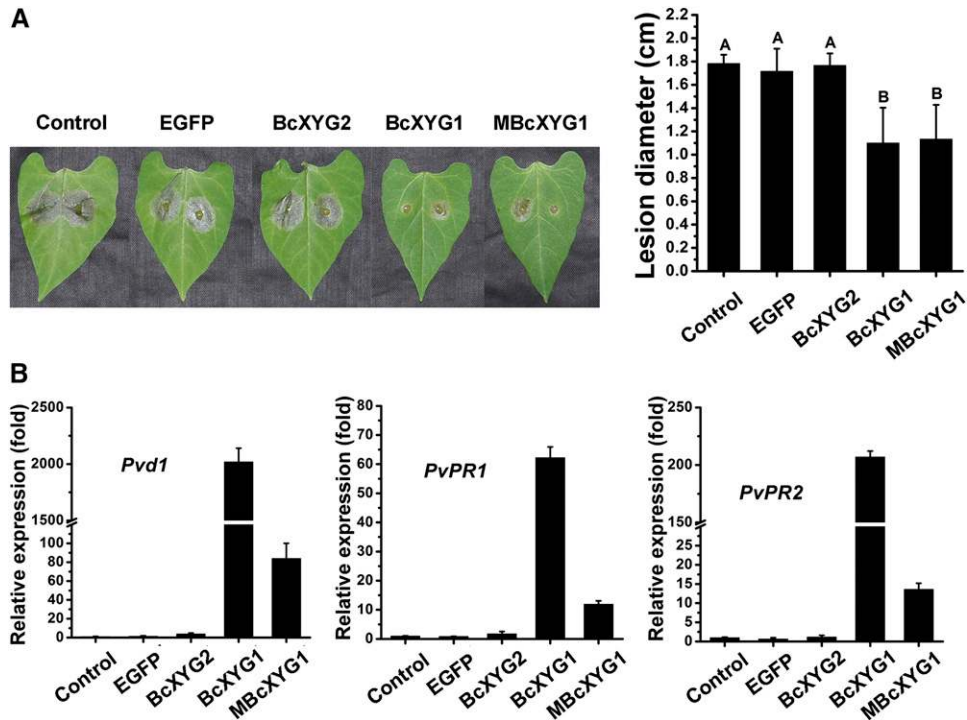 A
Control EGFP BcXYG2 BcXYG1 MBcXYG1
Lesion diameter (cm)
2.2
2.0
1.8
1.6
1.4
1.2
1.0
0.8
0.6
0.4
0.2
0.0
A A A B B
Control EGFP BcXYG2 BcXYG1 MBcXYG1
B
Relative expression (fold)
2500
2000
1500
100
80
60
40
20
0
Pvd1
Control EGFP BcXYG2 BcXYG1 MBcXYG1
Relative expression (fold)
80
70
60
50
40
30
20
10
0
PvPR1
Control EGFP BcXYG2 BcXYG1 MBcXYG1
Relative expression (fold)
250
200
150
25
20
15
10
5
0
PvPR2
Control EGFP BcXYG2 BcXYG1 MBcXYG1